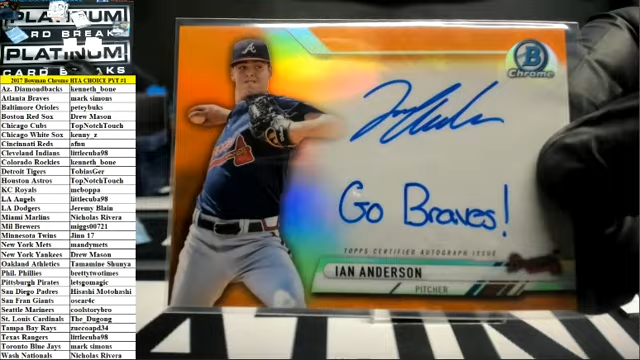 PLATINUM
CARD BREAKS
PLATINUM
CARD BREAKS
2017 Bowman Chrome HTA CHOICE PYT #1
Az. Diamondbacks kenneth_bone
Atlanta Braves mark simons
Baltimore Orioles peteybuks
Boston Red Sox Drew Mason
Chicago Cubs TopNotchTouch
Chicago White Sox kenny_z
Cincinnati Reds afnn
Cleveland Indians littlecuba98
Colorado Rockies kenneth_bone
Detroit Tigers TobiasGer
Houston Astros TopNotchTouch
KC Royals mcboppa
LA Angels littlecuba98
LA Dodgers Jeremy Blain
Miami Marlins Nicholas Rivera
Mil Brewers miggs00721
Minnesota Twins Jinn 17
New York Mets mandymets
New York Yankees Drew Mason
Oakland Athletics Tamamine Shunya
Phil. Phillies brettytwotimes
Pittsburgh Pirates letsgomagic
San Diego Padres Hisashi Motohashi
San Fran Giants oscar4c
Seattle Mariners coolstorybro
St. Louis Cardinals The_Dugong
Tampa Bay Rays zuccoapd34
Texas Rangers littlecuba98
Toronto Blue Jays mark simons
Wash Nationals Nicholas Rivera
B
Chrome
Go Braves!
TOPPS-CERTIFIED AUTOGRAPH ISSUE
IAN ANDERSON
PITCHER